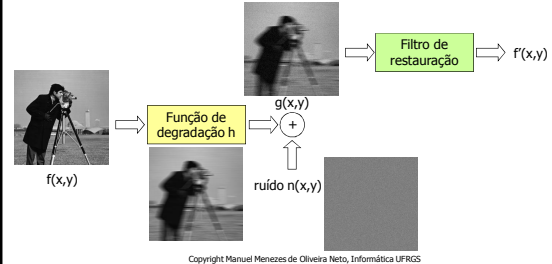 Filtro de
restauração
f'(x,y)
g(x,y)
Função de
degradação h
+
f(x,y)
ruído n(x,y)
Copyright Manuel Menezes de Oliveira Neto, Informática UFRGS